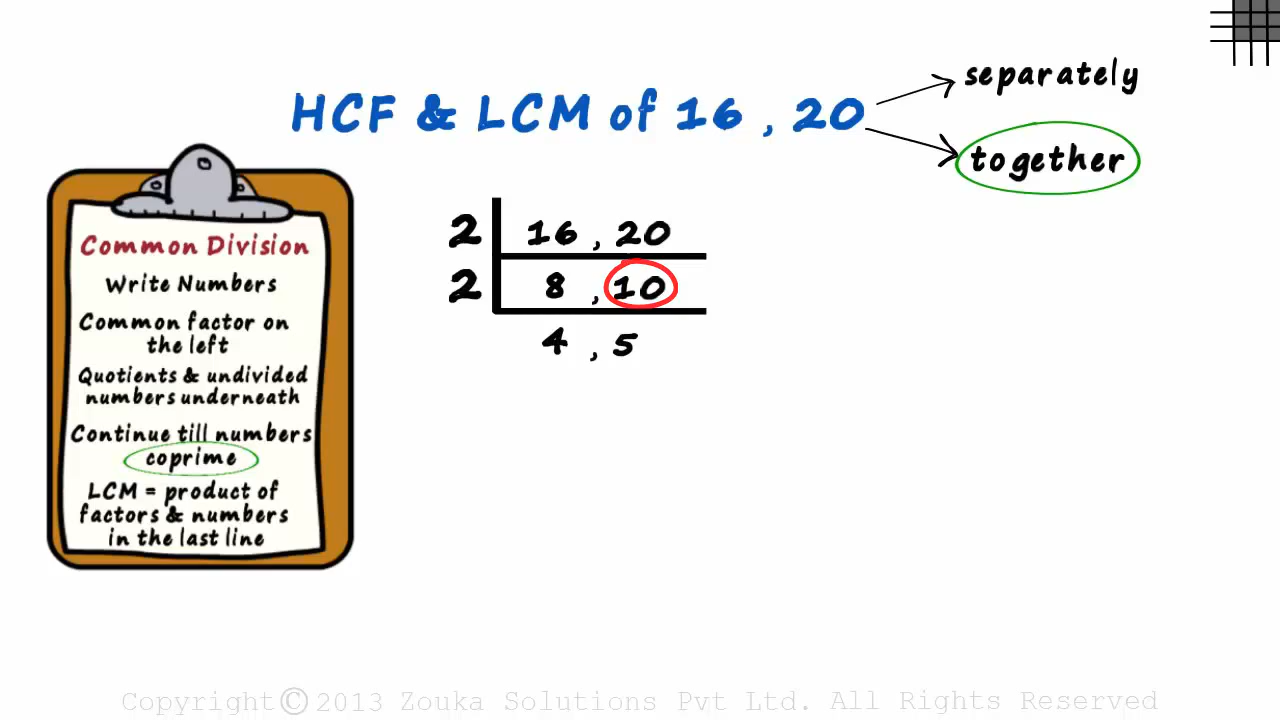 HCF & LCM of 16 , 20
separately
together
Common Division
Write Numbers
Common factor on
the left
Quotients & undivided
numbers underneath
Continue till numbers
coprime
LCM = product of
factors & numbers
in the last line
2 16 , 20
2 8 , 10
4 , 5
Copyright © 2013 Zouka Solutions Pvt Ltd. All Rights Reserved